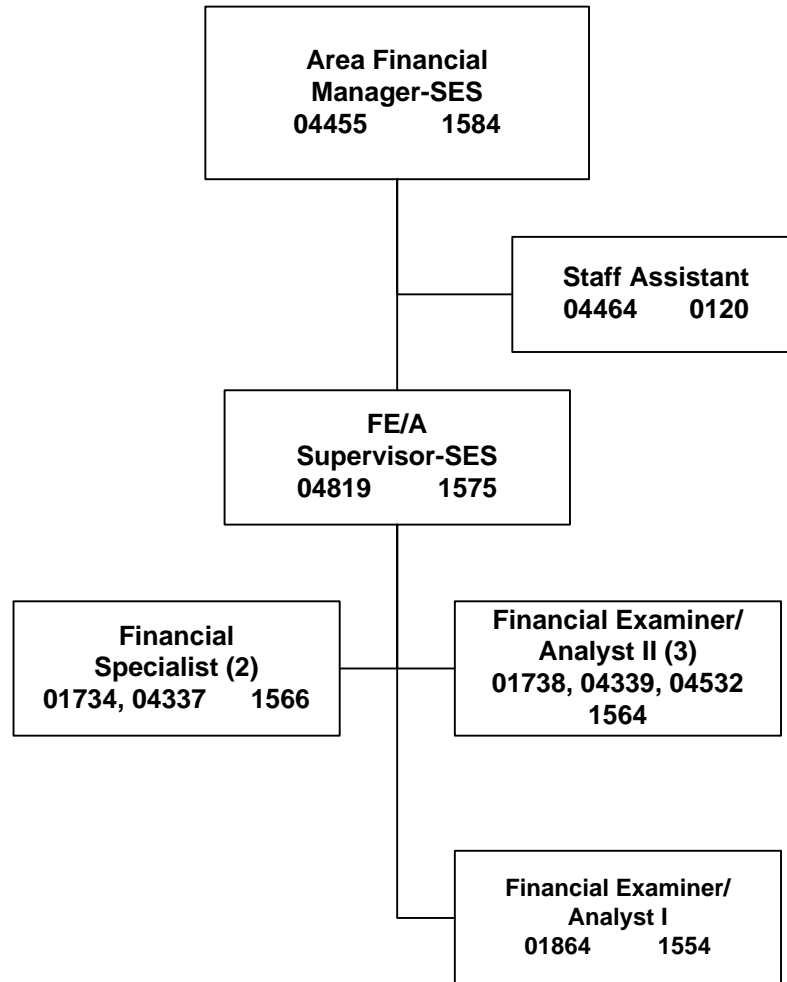 Area Financial
Manager-SES
04455 1584
Staff Assistant
04464 0120
FE/A
Supervisor-SES
04819 1575
Financial
Specialist (2)
01734, 04337 1566
Financial Examiner/
Analyst II (3)
01738, 04339, 04532
1564
Financial Examiner/
Analyst I
01864 1554